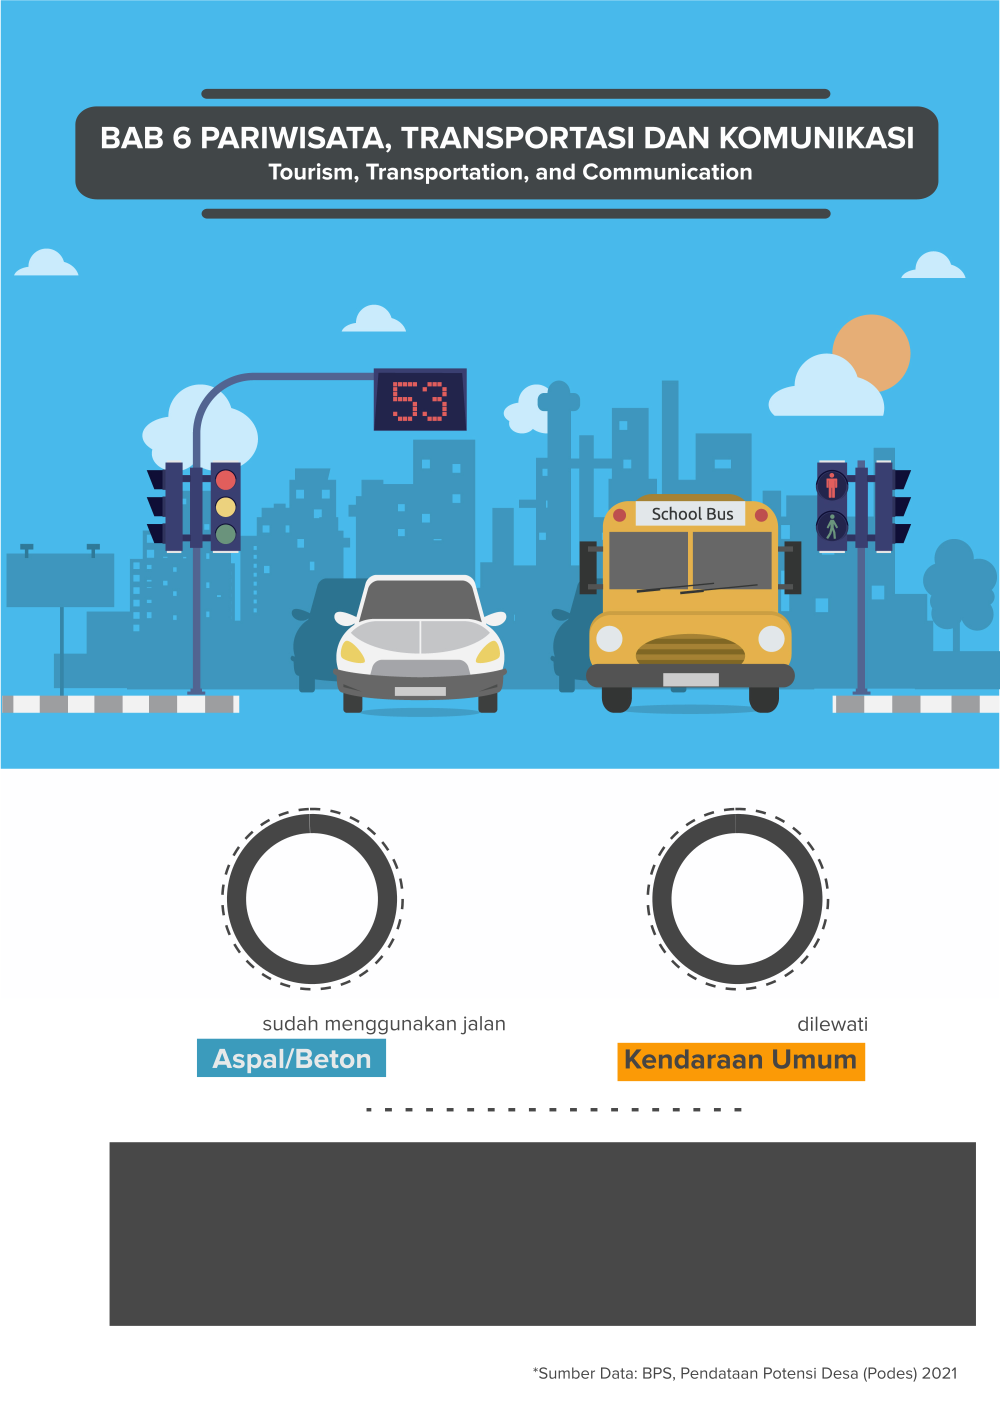 BAB 6 PARIWISATA, TRANSPORTASI DAN KOMUNIKASI
Tourism, Transportation, and Communication
53
School Bus
sudah menggunakan jalan
Aspal/Beton
dilewati
Kendaraan Umum
*Sumber Data: BPS, Pendataan Potensi Desa (Podes) 2021